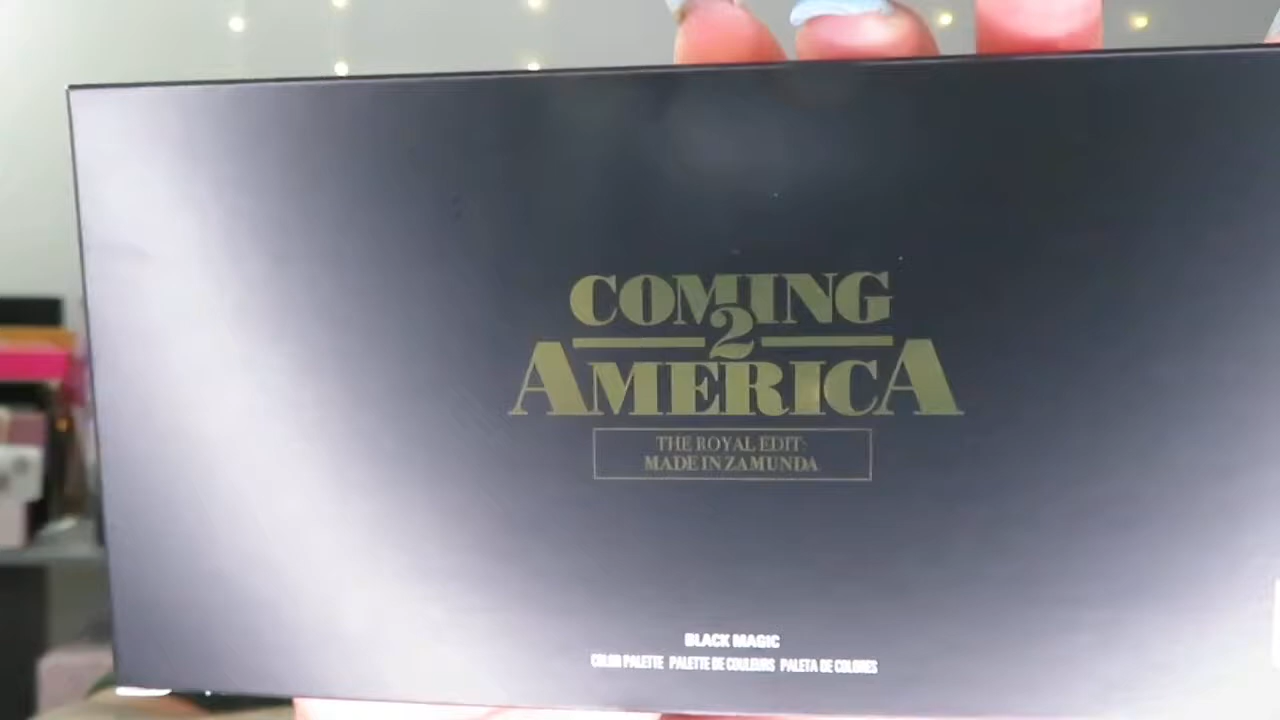 COMING
2
AMERICA
THE ROYAL EDIT:
MADE IN ZAMUNDA
BLACK MAGIC
COLOR PALETTE PALETTE DE COULEURS PALETA DE COLORES